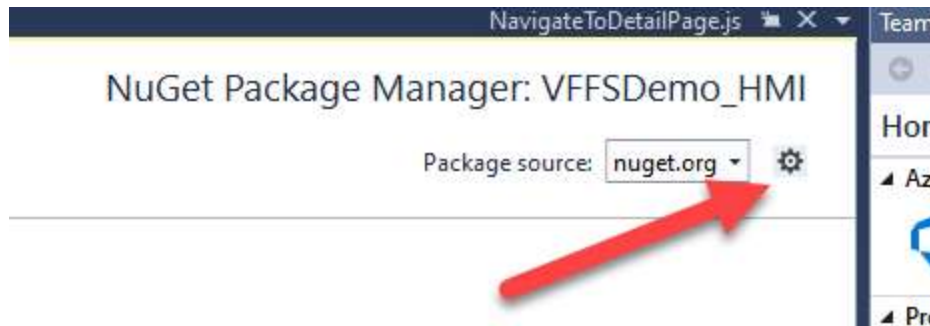 NavigateToDetailPage.js
Team
NuGet Package Manager: VFFSDemo_HMI
Hor
Package source: nuget.org
Az
Pr